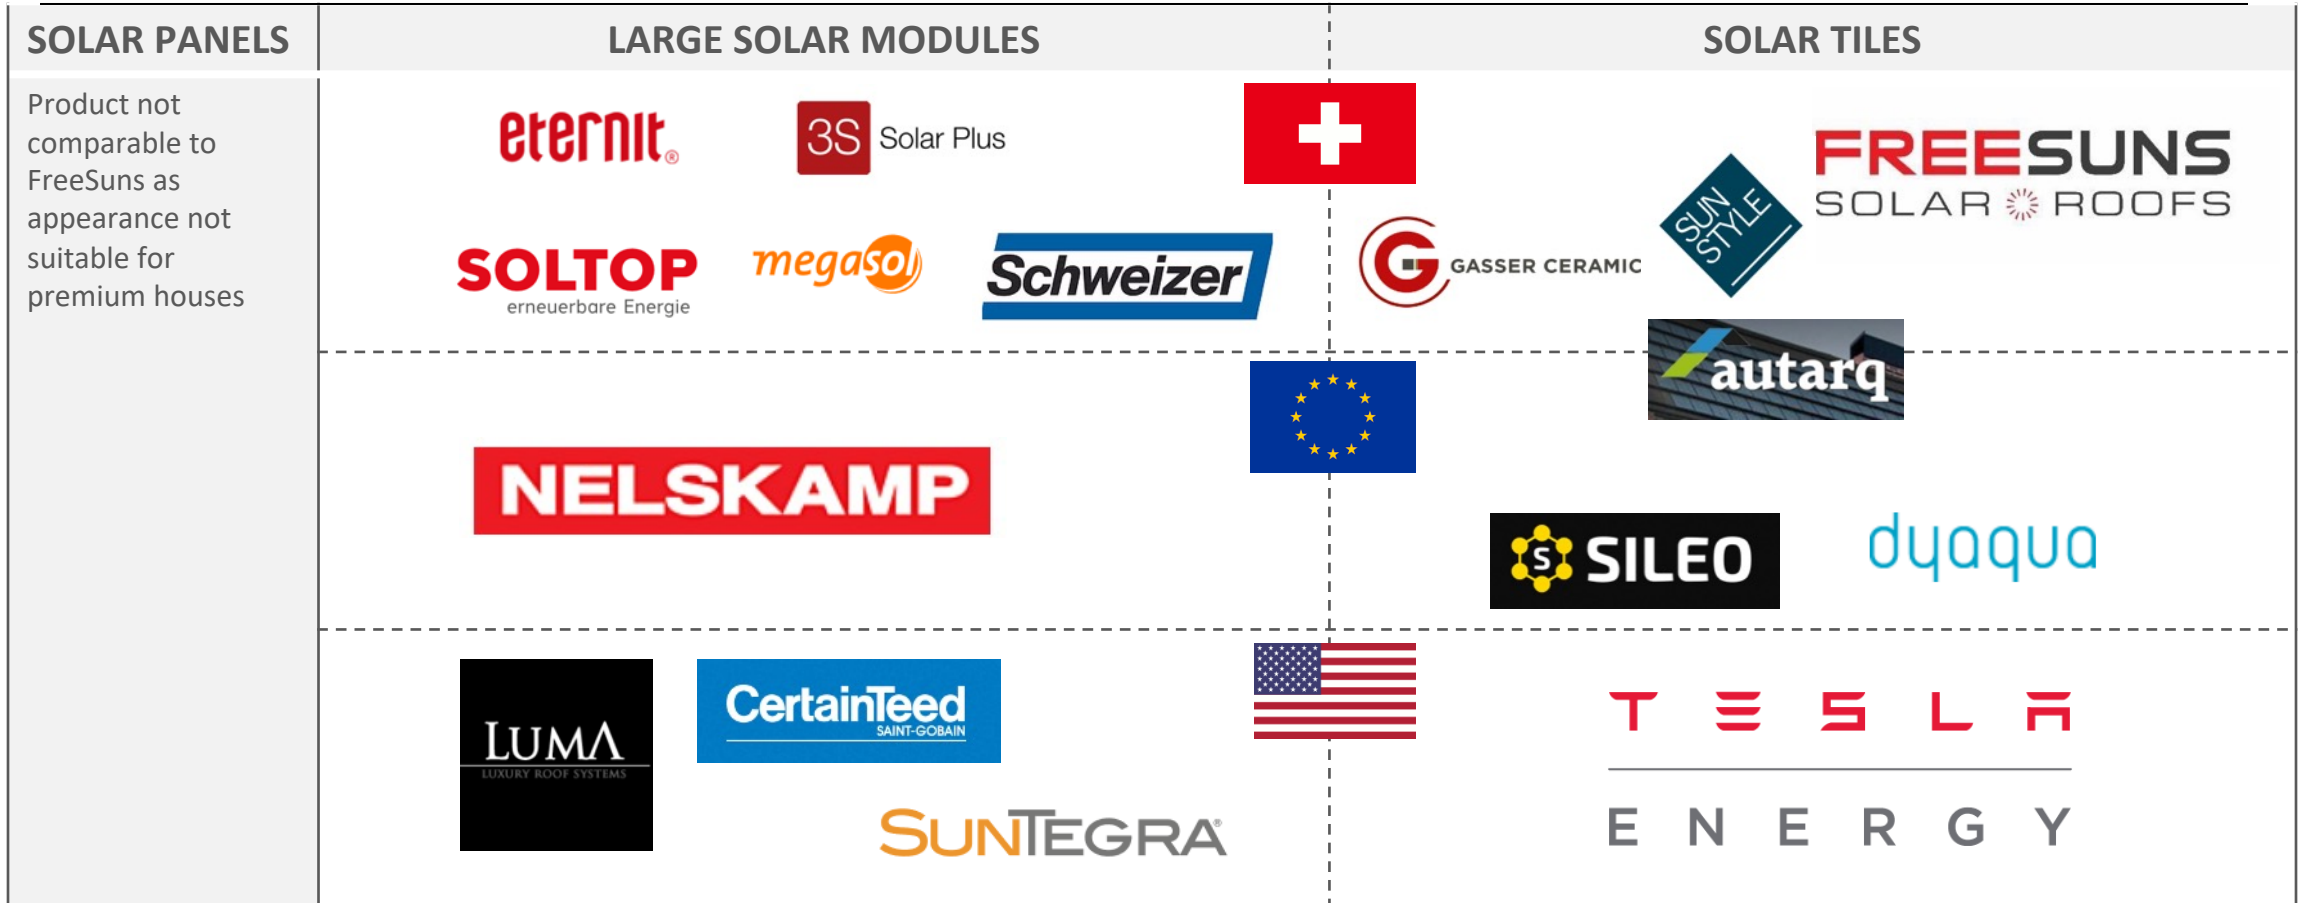 SOLAR PANELS
LARGE SOLAR MODULES
SOLAR TILES
Product not
comparable to
FreeSuns as
appearance not
suitable for
premium houses
eternit®
3S Solar Plus
SOLTOP
erneuerbare Energie
megasol
Schweizer
GASSER CERAMIC
SUN
STYLE
FREESUNS
SOLAR ROOFS
autarq
NELSKAMP
S SILEO
dyaqua
LUMA
LUXURY ROOF SYSTEMS
CertainTeed
SAINT-GOBAIN
SUNTEGRA®
TESLA
ENERGY